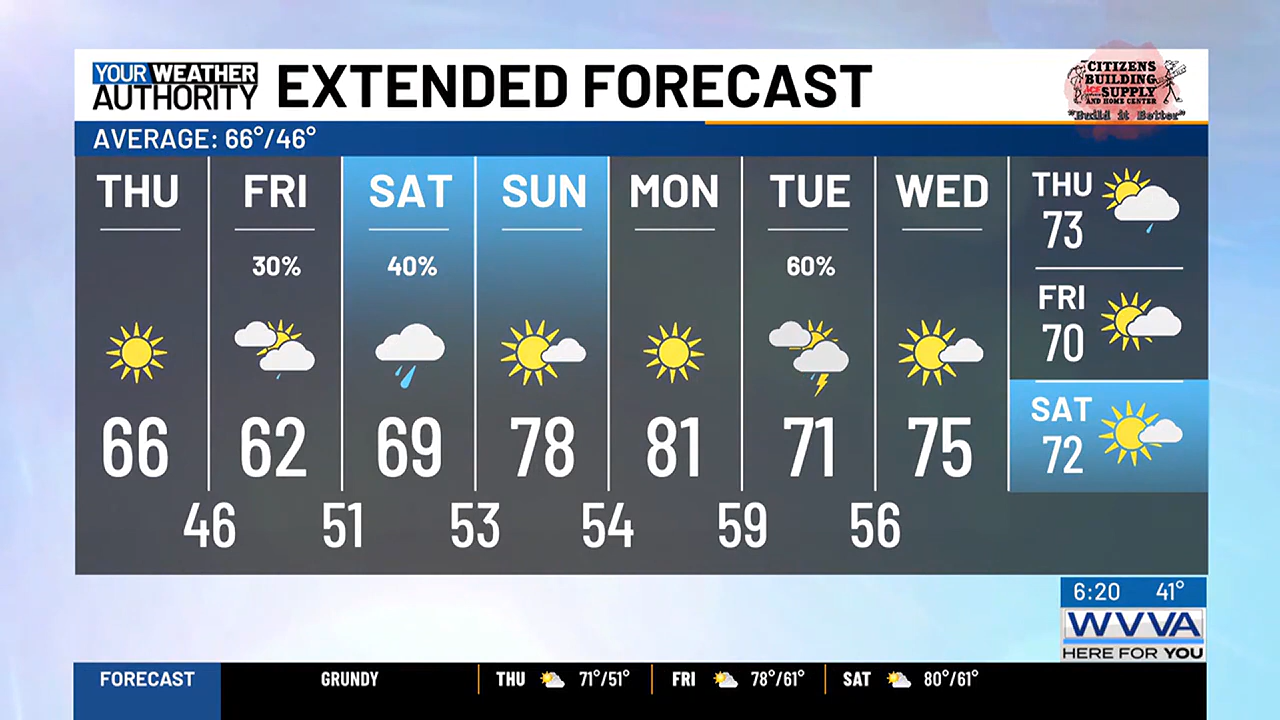 YOUR WEATHER
AUTHORITY
EXTENDED FORECAST
CITIZENS
BUILDING
ACE SUPPLY
AND HOME CENTER
"Build it Better"
AVERAGE: 66°/46°
THU FRI SAT SUN MON TUE WED
30% 40% 60%
66 62 69 78 81 71 75
46 51 53 54 59 56
THU
73
FRI
70
SAT
72
6:20 41°
WVVA
HERE FOR YOU
FORECAST GRUNDY THU 71°/51° FRI 78°/61° SAT 80°/61°